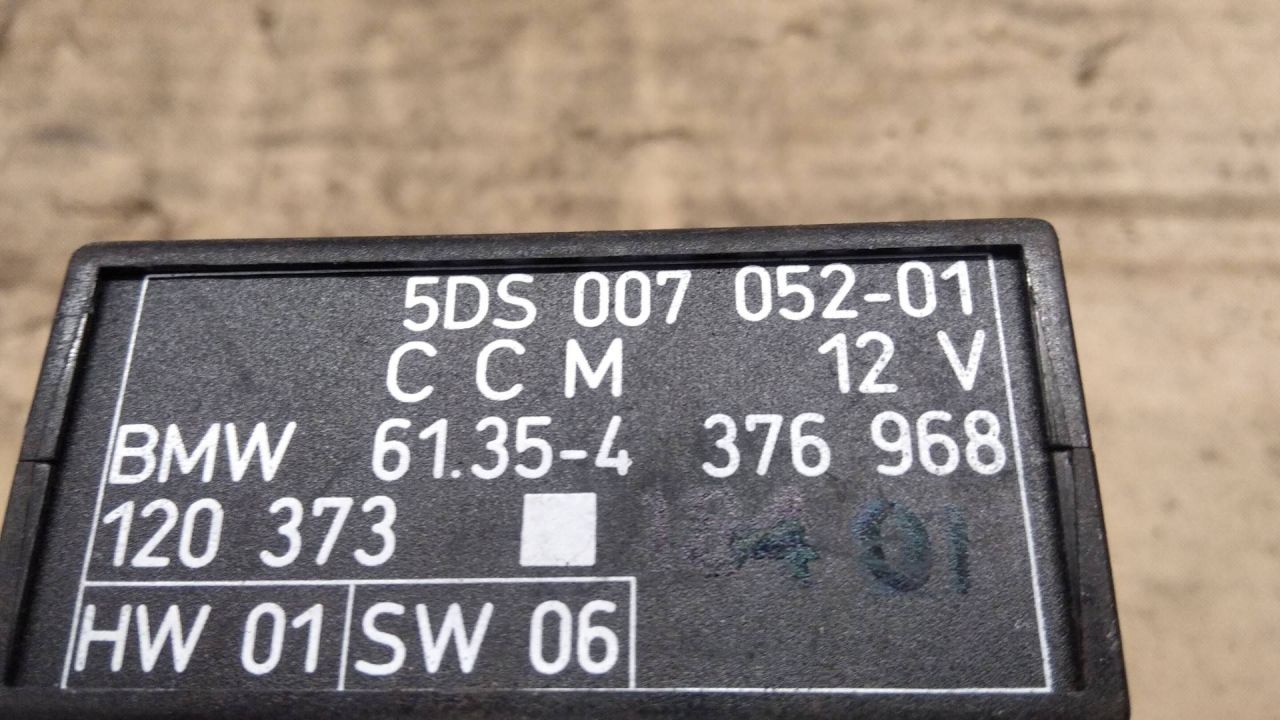 5DS 007 052-01
C C M 12 V
BMW 61.35-4 376 968
120 373
HW 01 SW 06